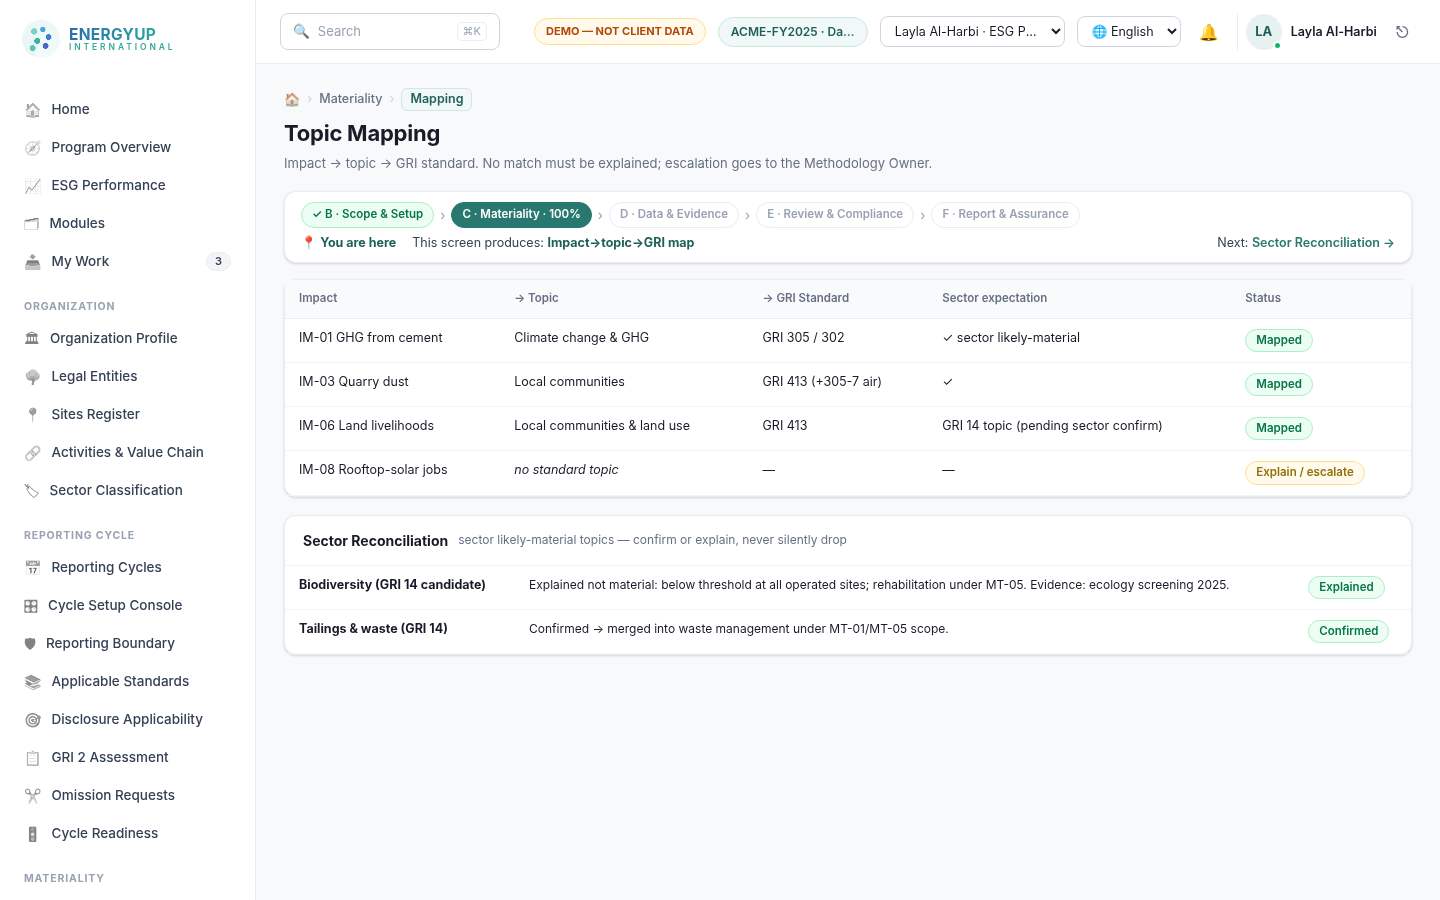 ENERGYUP
INTERNATIONAL
Search
⌘K
DEMO — NOT CLIENT DATA
ACME-FY2025 · Da...
Layla Al-Harbi · ESG P...
English
LA
Layla Al-Harbi
Home
Program Overview
ESG Performance
Modules
My Work
3
ORGANIZATION
Organization Profile
Legal Entities
Sites Register
Activities & Value Chain
Sector Classification
REPORTING CYCLE
Reporting Cycles
Cycle Setup Console
Reporting Boundary
Applicable Standards
Disclosure Applicability
GRI 2 Assessment
Omission Requests
Cycle Readiness
MATERIALITY
› Materiality › Mapping
Topic Mapping
Impact → topic → GRI standard. No match must be explained; escalation goes to the Methodology Owner.
✓ B · Scope & Setup › C · Materiality · 100% › D · Data & Evidence › E · Review & Compliance › F · Report & Assurance
You are here This screen produces: Impact→topic→GRI map Next: Sector Reconciliation →
Impact → Topic → GRI Standard Sector expectation Status
IM-01 GHG from cement Climate change & GHG GRI 305 / 302 ✓ sector likely-material Mapped
IM-03 Quarry dust Local communities GRI 413 (+305-7 air) ✓ Mapped
IM-06 Land livelihoods Local communities & land use GRI 413 GRI 14 topic (pending sector confirm) Mapped
IM-08 Rooftop-solar jobs no standard topic — — Explain / escalate
Sector Reconciliation sector likely-material topics — confirm or explain, never silently drop
Biodiversity (GRI 14 candidate) Explained not material: below threshold at all operated sites; rehabilitation under MT-05. Evidence: ecology screening 2025. Explained
Tailings & waste (GRI 14) Confirmed → merged into waste management under MT-01/MT-05 scope. Confirmed